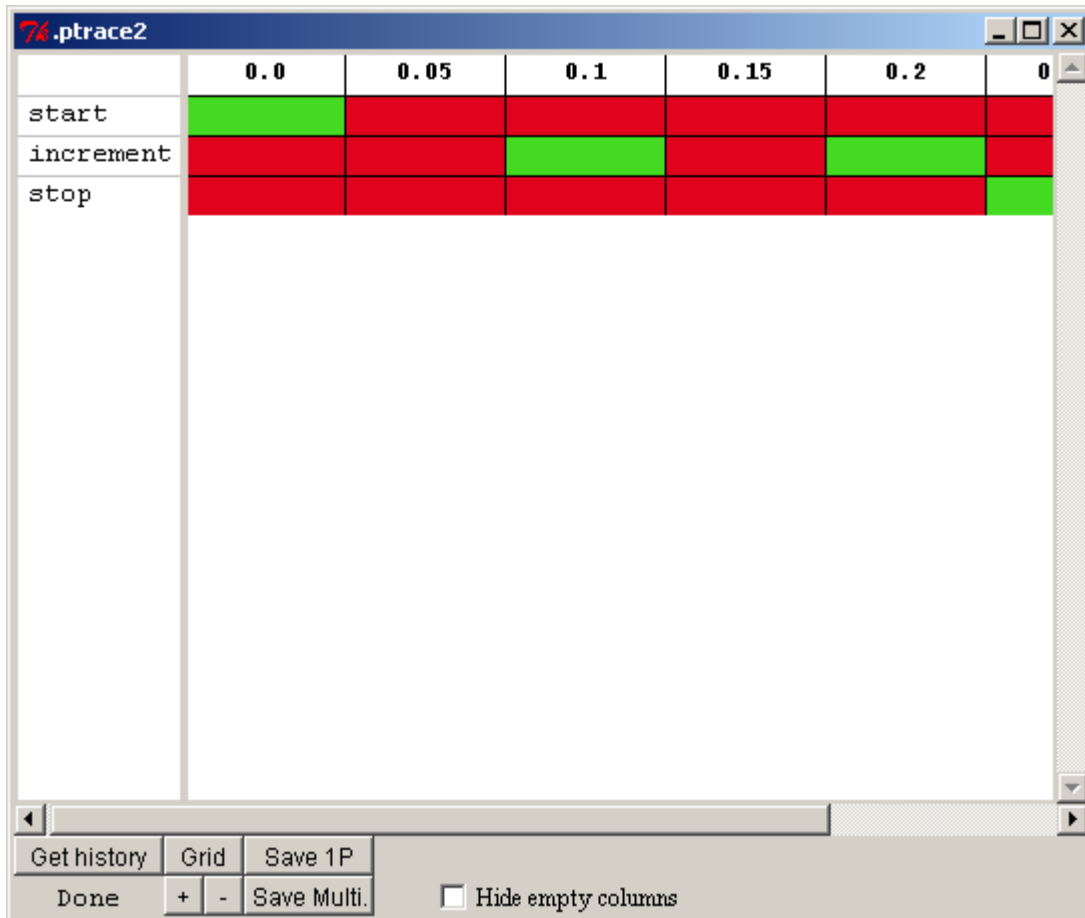 .ptrace2
0.0 0.05 0.1 0.15 0.2 0
start
increment
stop
Get history Grid Save 1P
Done + - Save Multi. Hide empty columns